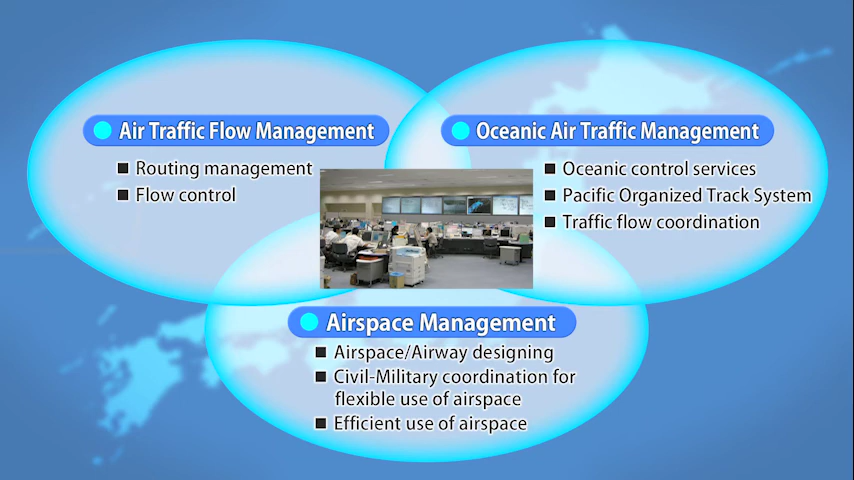 Air Traffic Flow Management
Routing management
Flow control
Oceanic Air Traffic Management
Oceanic control services
Pacific Organized Track System
Traffic flow coordination
Airspace Management
Airspace/Airway designing
Civil-Military coordination for
flexible use of airspace
Efficient use of airspace